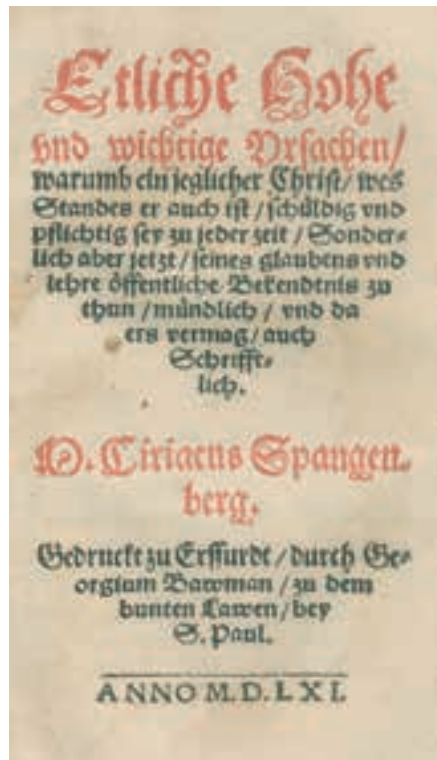 Etliche Hohe
vnd wichtige Vrsachen/
warumb ein jeglicher Christ/ wes
Standes er auch ist/ schüldig vnd
pflichtig sey zu jeder zeit/ Sonder⸗
lich aber jetzt/ seines glaubens vnd
lehre öffentliche Bekendtnis zu
thun/ mündlich/ vnd da
ers vermag/ auch
Schrifft⸗
lich.
M. Ciriacus Spangen⸗
berg.
Gedruckt zu Erffurdt/ durch Ge⸗
orgium Bawman/ zu dem
bunten Lawen/ bey
S. Paul.
ANNO M.D.LXI.